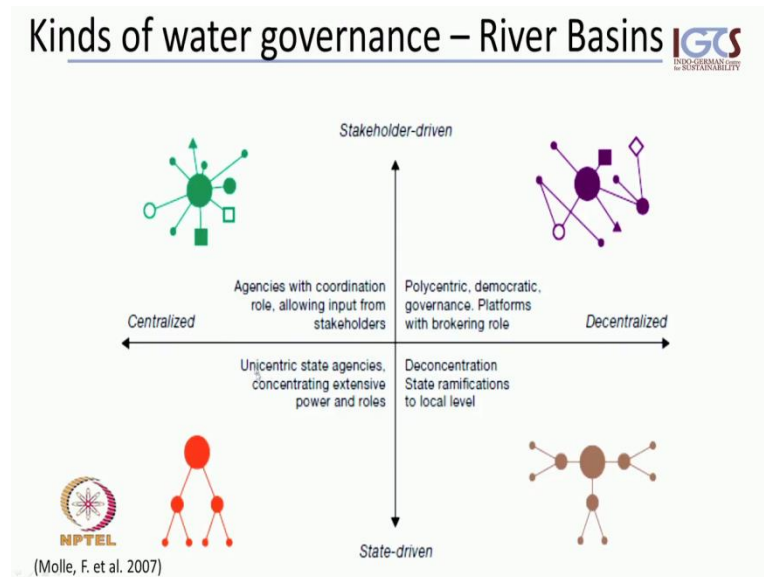 Kinds of water governance – River Basins
IGCS
INDO-GERMAN Centre
for SUSTAINABILITY
Stakeholder-driven
Agencies with coordination
role, allowing input from
stakeholders
Polycentric, democratic,
governance. Platforms
with brokering role
Centralized
Decentralized
Unicentric state agencies,
concentrating extensive
power and roles
Deconcentration
State ramifications
to local level
State-driven
NPTEL
(Molle, F. et al. 2007)